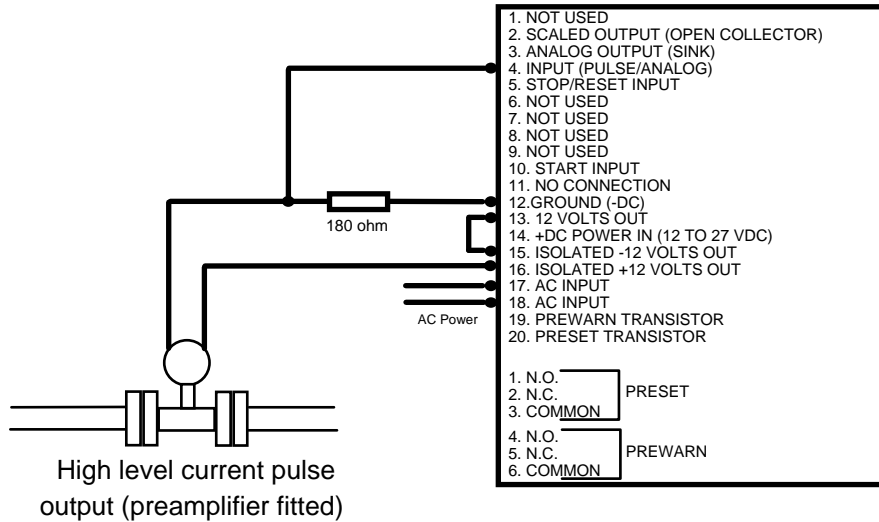 1. NOT USED
2. SCALED OUTPUT (OPEN COLLECTOR)
3. ANALOG OUTPUT (SINK)
4. INPUT (PULSE/ANALOG)
5. STOP/RESET INPUT
6. NOT USED
7. NOT USED
8. NOT USED
9. NOT USED
10. START INPUT
11. NO CONNECTION
12.GROUND (-DC)
13. 12 VOLTS OUT
14. +DC POWER IN (12 TO 27 VDC)
15. ISOLATED -12 VOLTS OUT
16. ISOLATED +12 VOLTS OUT
17. AC INPUT
18. AC INPUT
19. PREWARN TRANSISTOR
20. PRESET TRANSISTOR
1. N.O.
2. N.C.
3. COMMON
PRESET
4. N.O.
5. N.C.
6. COMMON
PREWARN
180 ohm
AC Power
High level current pulse
output (preamplifier fitted)